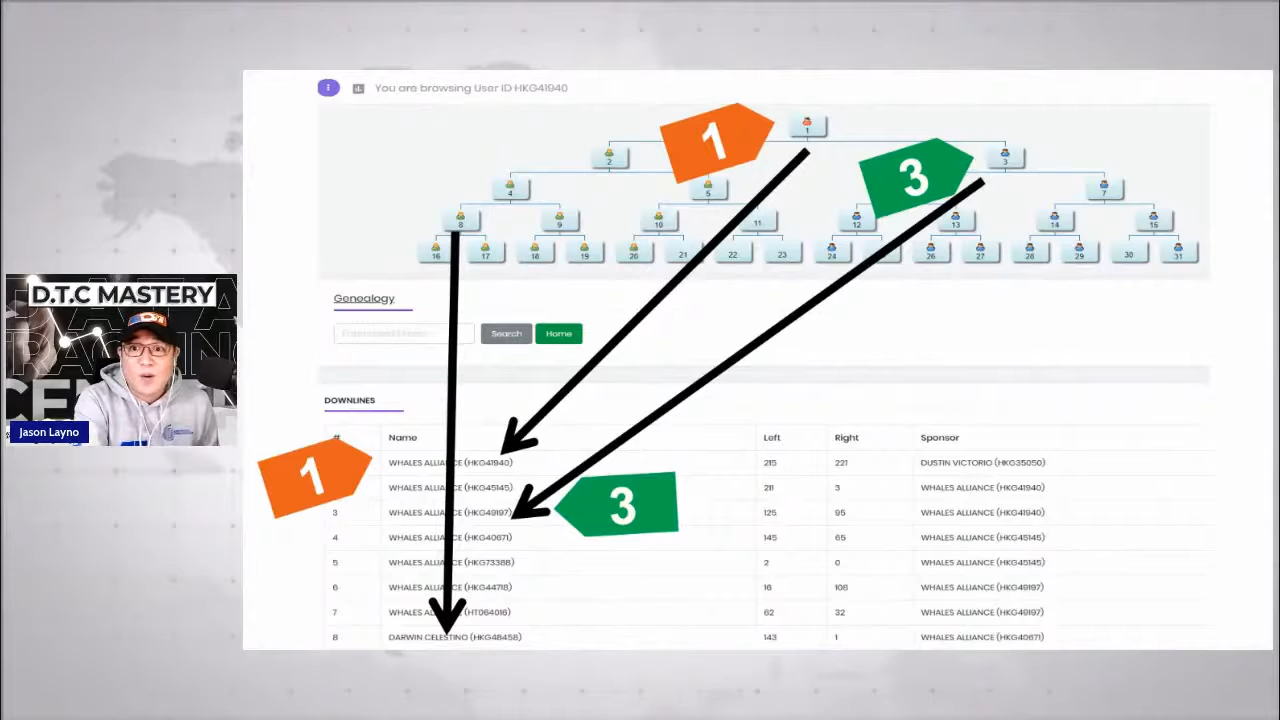 You are browsing User ID HKG41940
1
1
2
3
3
4
5
7
8
9
10
11
12
13
14
15
16
17
18
19
20
21
22
23
24
26
27
28
29
30
31
Genealogy
Search
Home
D.T.C MASTERY
Jason Layno
DOWNLINES
# Name Left Right Sponsor
1 WHALES ALLIANCE (HKG41940) 215 221 DUSTIN VICTORIO (HKG35050)
WHALES ALLIANCE (HKG45145) 211 3 WHALES ALLIANCE (HKG41940)
3
3 WHALES ALLIANCE (HKG49197) 125 95 WHALES ALLIANCE (HKG41940)
4 WHALES ALLIANCE (HKG40671) 145 65 WHALES ALLIANCE (HKG45145)
5 WHALES ALLIANCE (HKG73388) 2 0 WHALES ALLIANCE (HKG45145)
6 WHALES ALLIANCE (HKG44718) 16 108 WHALES ALLIANCE (HKG49197)
7 WHALES (HT064016) 62 32 WHALES ALLIANCE (HKG49197)
8 DARWIN CELESTINO (HKG48458) 143 1 WHALES ALLIANCE (HKG40671)